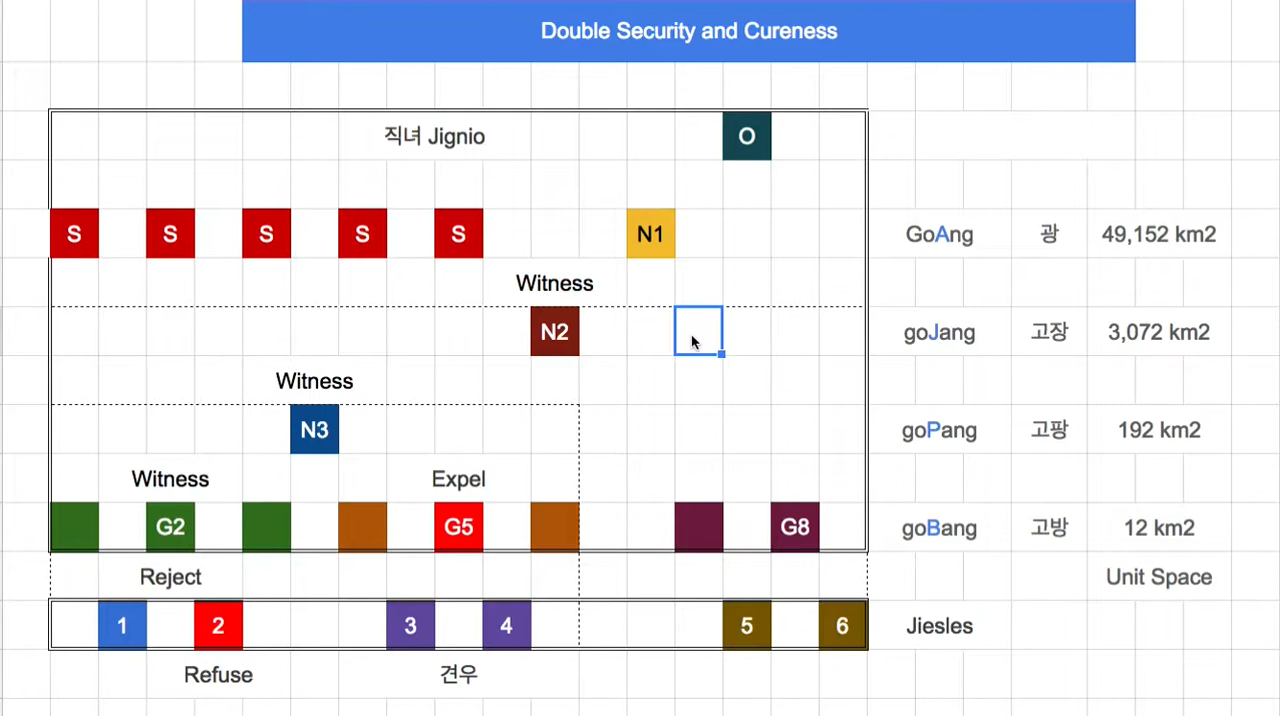 Double Security and Cureness
직녀 Jignio
O
S S S S S N1 GoAng 광 49,152 km2
Witness
N2 goJang 고장 3,072 km2
Witness
N3 goPang 고팡 192 km2
Witness Expel
G2 G5 G8 goBang 고방 12 km2
Reject Unit Space
1 2 3 4 5 6 Jiesles
Refuse 견우